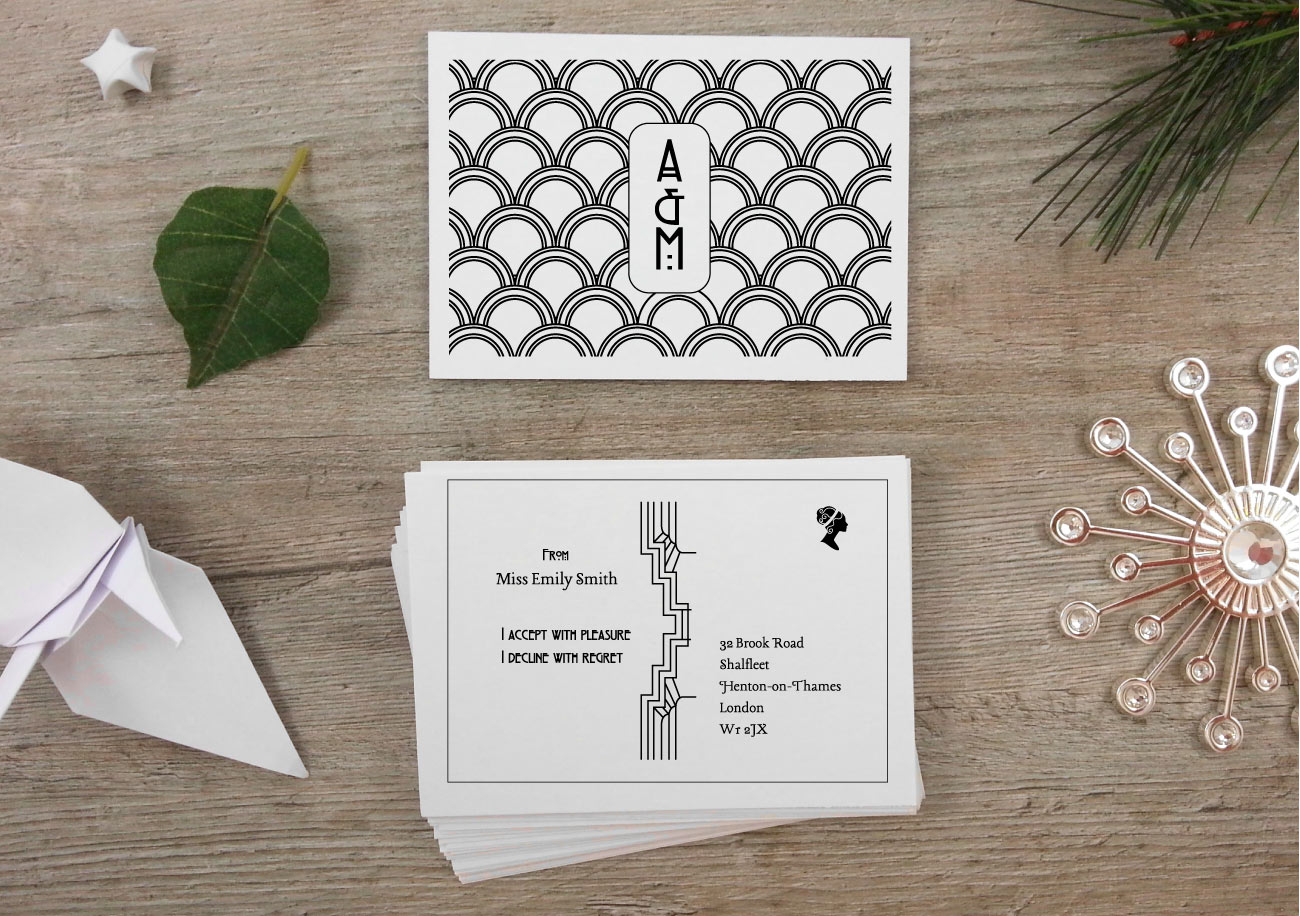 A
&
M
From
Miss Emily Smith
I accept with pleasure
I decline with regret
32 Brook Road
Shalfleet
Henton-on-Thames
London
W1 2JX